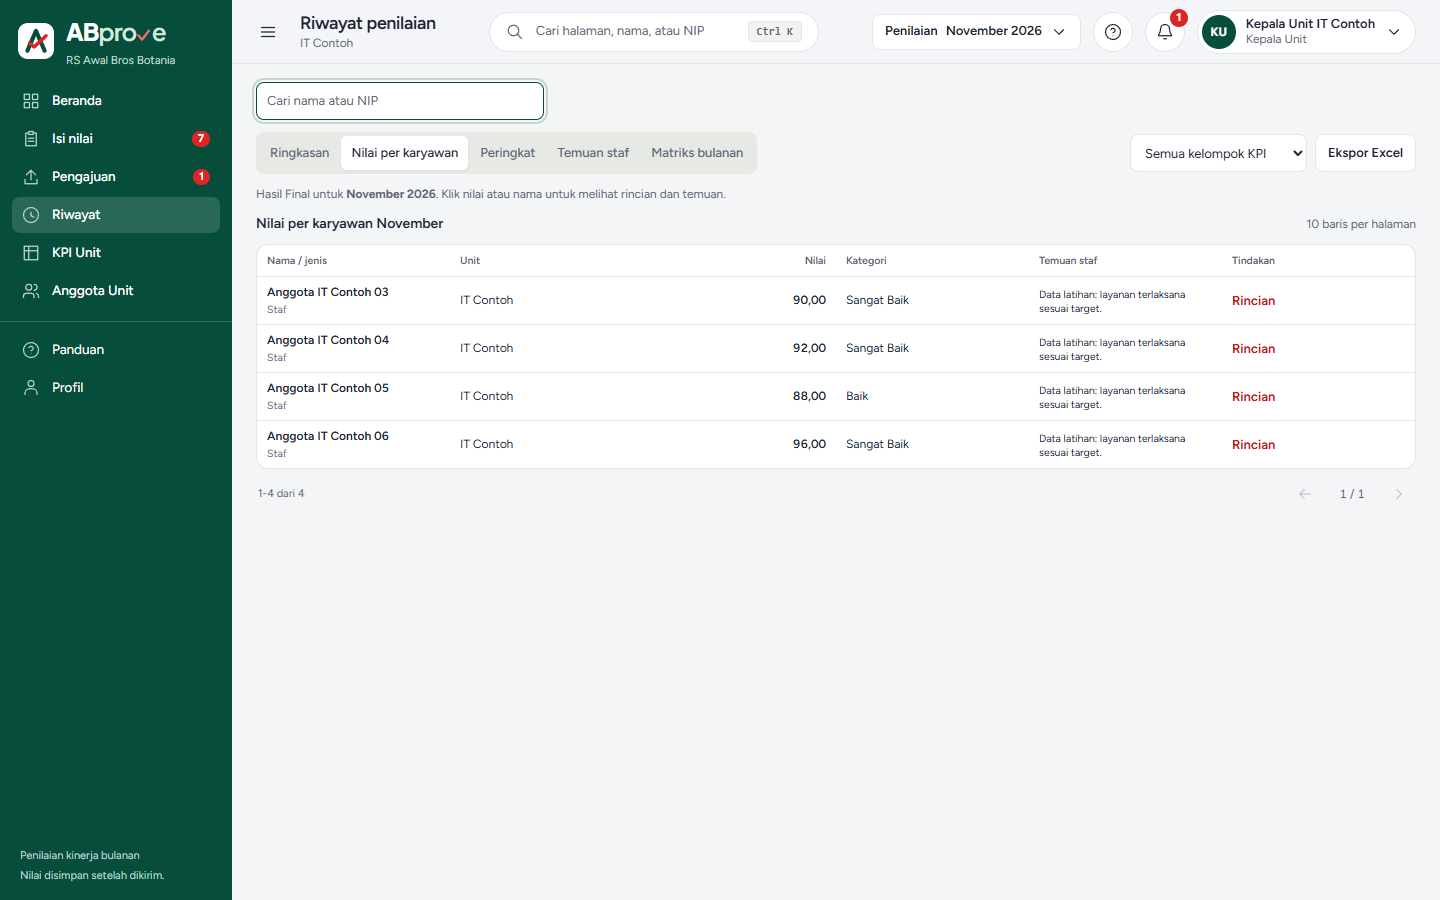 ABprove
RS Awal Bros Botania
Beranda
Isi nilai 7
Pengajuan 1
Riwayat
KPI Unit
Anggota Unit
Panduan
Profil
Penilaian kinerja bulanan
Nilai disimpan setelah dikirim.
Riwayat penilaian
IT Contoh
Cari halaman, nama, atau NIP Ctrl K
Penilaian November 2026
1
KU
Kepala Unit IT Contoh
Kepala Unit
Cari nama atau NIP
Ringkasan Nilai per karyawan Peringkat Temuan staf Matriks bulanan
Semua kelompok KPI Ekspor Excel
Hasil Final untuk November 2026. Klik nilai atau nama untuk melihat rincian dan temuan.
Nilai per karyawan November 10 baris per halaman
Nama / jenis Unit Nilai Kategori Temuan staf Tindakan
Anggota IT Contoh 03
Staf
IT Contoh 90,00 Sangat Baik
Data latihan: layanan terlaksana
sesuai target.
Rincian
Anggota IT Contoh 04
Staf
IT Contoh 92,00 Sangat Baik
Data latihan: layanan terlaksana
sesuai target.
Rincian
Anggota IT Contoh 05
Staf
IT Contoh 88,00 Baik
Data latihan: layanan terlaksana
sesuai target.
Rincian
Anggota IT Contoh 06
Staf
IT Contoh 96,00 Sangat Baik
Data latihan: layanan terlaksana
sesuai target.
Rincian
1-4 dari 4 1 / 1